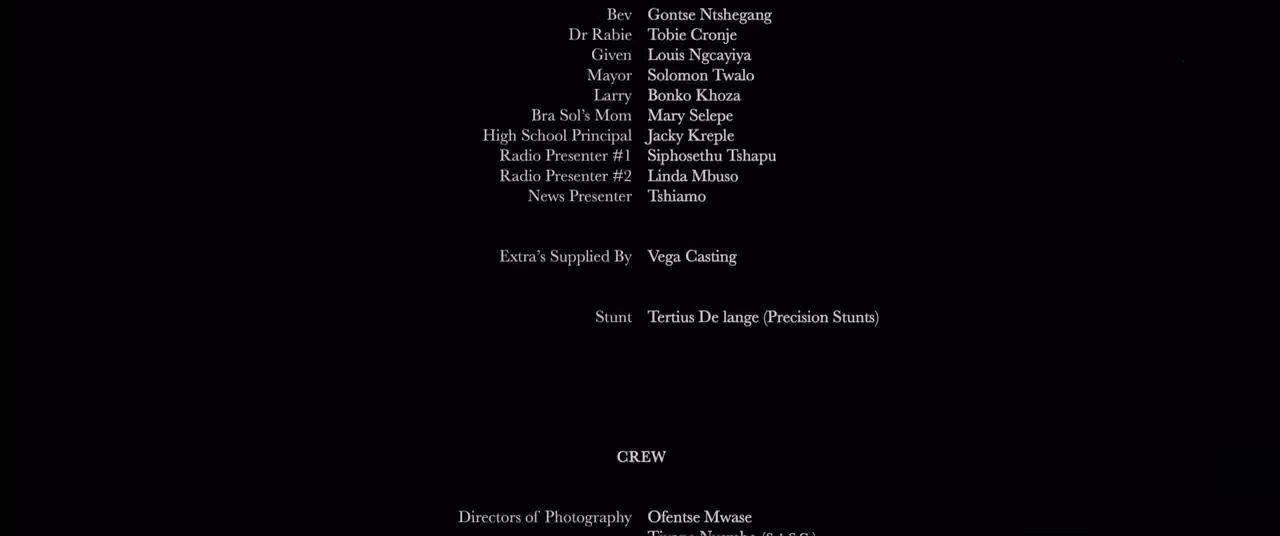 Bev Gontse Ntshegang
Dr Rabie Tobie Cronje
Given Louis Ngcayiya
Mayor Solomon Twalo
Larry Bonko Khoza
Bra Sol's Mom Mary Selepe
High School Principal Jacky Kreple
Radio Presenter #1 Siphosethu Tshapu
Radio Presenter #2 Linda Mbuso
News Presenter Tshiamo
Extra's Supplied By Vega Casting
Stunt Tertius De lange (Precision Stunts)
CREW
Directors of Photography Ofentse Mwase